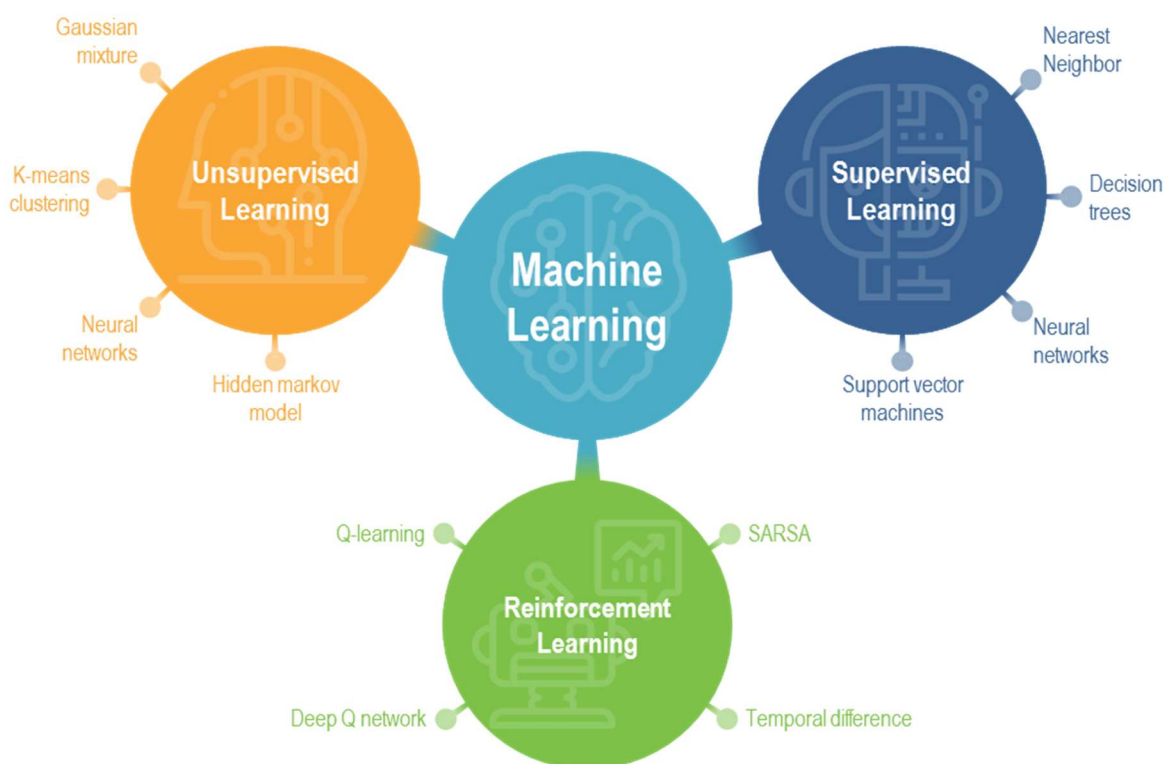 Machine
Learning
Unsupervised
Learning
Gaussian
mixture
K-means
clustering
Neural
networks
Hidden markov
model
Supervised
Learning
Nearest
Neighbor
Decision
trees
Neural
networks
Support vector
machines
Reinforcement
Learning
Q-learning
SARSA
Deep Q network
Temporal difference